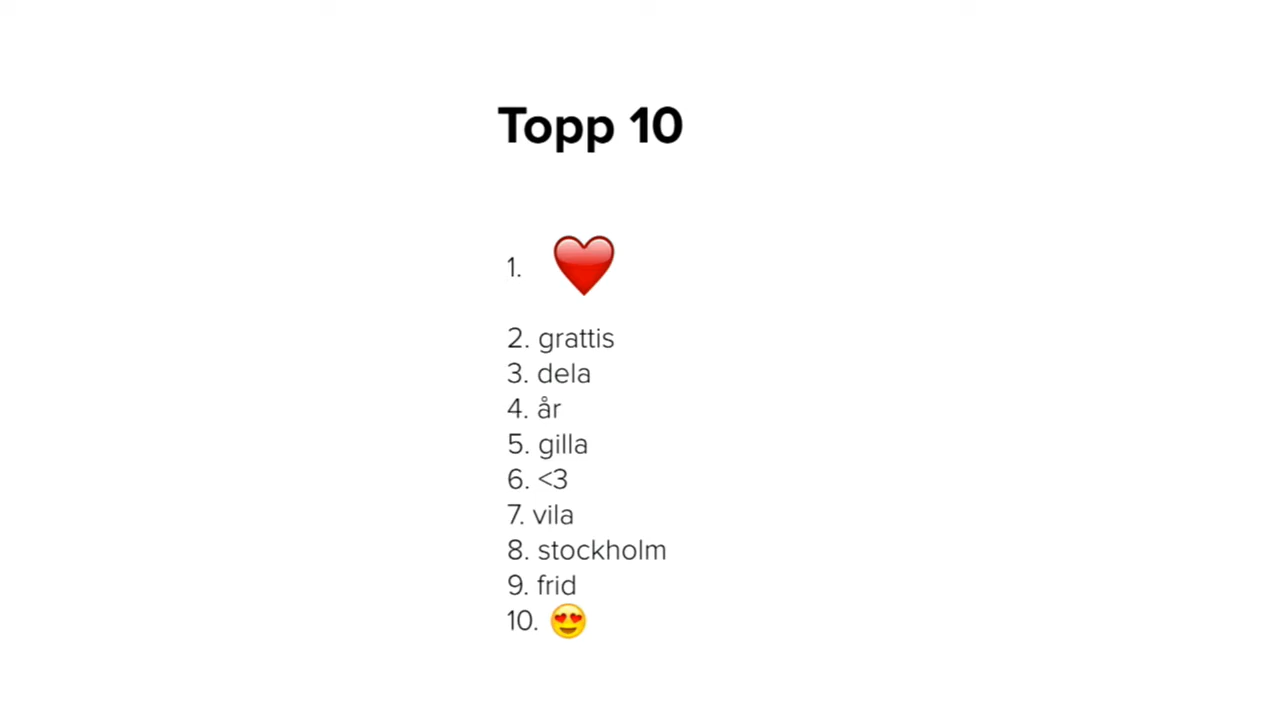 Topp 10
1. ❤️
2. grattis
3. dela
4. år
5. gilla
6. <3
7. vila
8. stockholm
9. frid
10. 😍